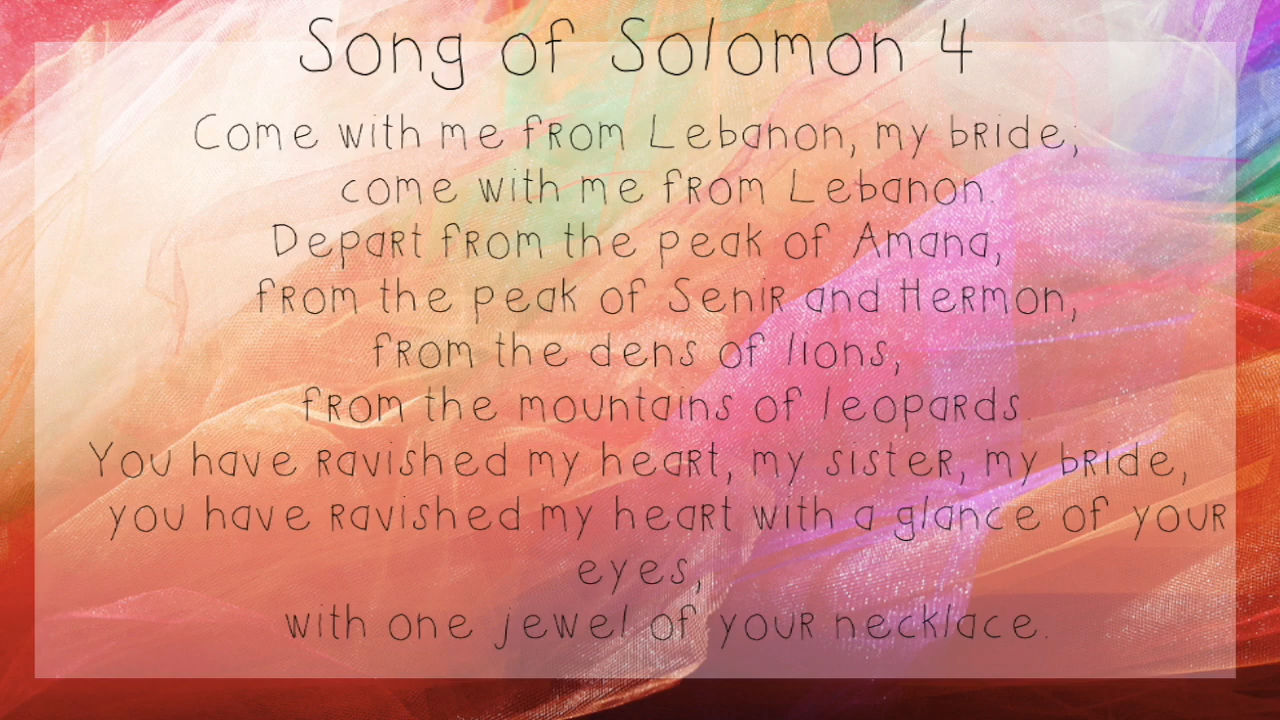 Song of Solomon 4
Come with me from Lebanon, my bride;
come with me from Lebanon.
Depart from the peak of Amana,
from the peak of Senir and Hermon,
from the dens of lions,
from the mountains of leopards.
You have ravished my heart, my sister, my bride,
you have ravished my heart with a glance of your
eyes,
with one jewel of your necklace.